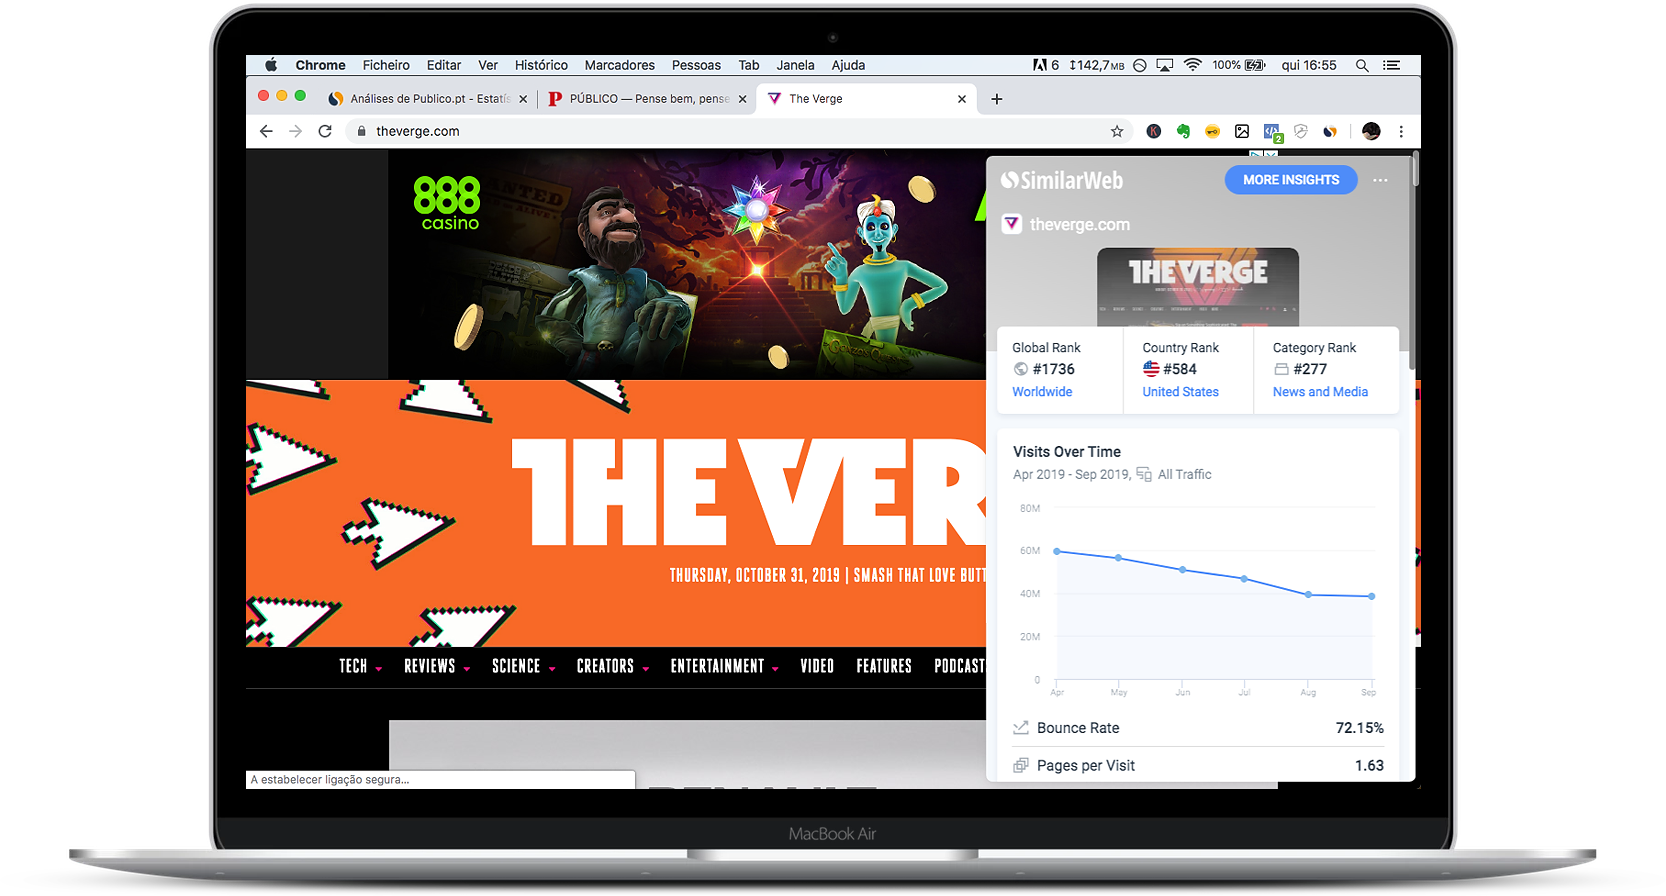 Chrome Ficheiro Editar Ver Histórico Marcadores Pessoas Tab Janela Ajuda 6 142,7MB 100% qui 16:55
Análises de Publico.pt - Estatís PÚBLICO — Pense bem, pense The Verge
theverge.com
K 2
888
casino
SimilarWeb MORE INSIGHTS
theverge.com
THE VERGE
Global Rank Country Rank Category Rank
#1736 #584 #277
Worldwide United States News and Media
THE VER
THURSDAY, OCTOBER 31, 2019 | SMASH THAT LOVE BUTT
Visits Over Time
Apr 2019 - Sep 2019, All Traffic
80M
60M
40M
20M
0
Apr May Jun Jul Aug Sep
TECH REVIEWS SCIENCE CREATORS ENTERTAINMENT VIDEO FEATURES PODCASTS
Bounce Rate 72.15%
Pages per Visit 1.63
A estabelecer ligação segura...
MacBook Air